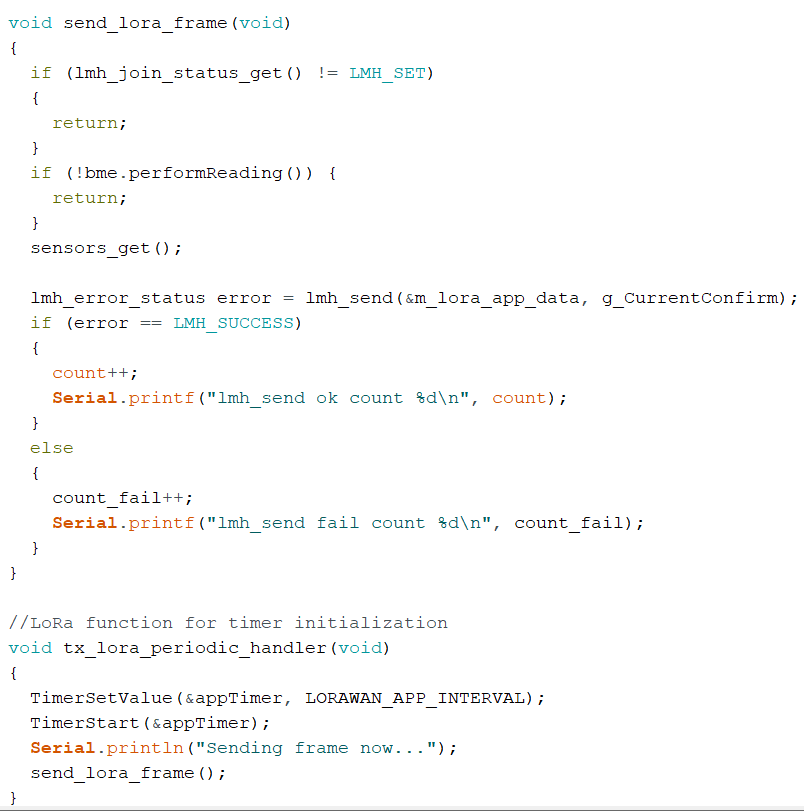 void send_lora_frame(void)
{
  if (lmh_join_status_get() != LMH_SET)
  {
    return;
  }
  if (!bme.performReading()) {
    return;
  }
  sensors_get();

  lmh_error_status error = lmh_send(&m_lora_app_data, g_CurrentConfirm);
  if (error == LMH_SUCCESS)
  {
    count++;
    Serial.printf("lmh_send ok count %d\n", count);
  }
  else
  {
    count_fail++;
    Serial.printf("lmh_send fail count %d\n", count_fail);
  }
}

//LoRa function for timer initialization
void tx_lora_periodic_handler(void)
{
  TimerSetValue(&appTimer, LORAWAN_APP_INTERVAL);
  TimerStart(&appTimer);
  Serial.println("Sending frame now...");
  send_lora_frame();
}